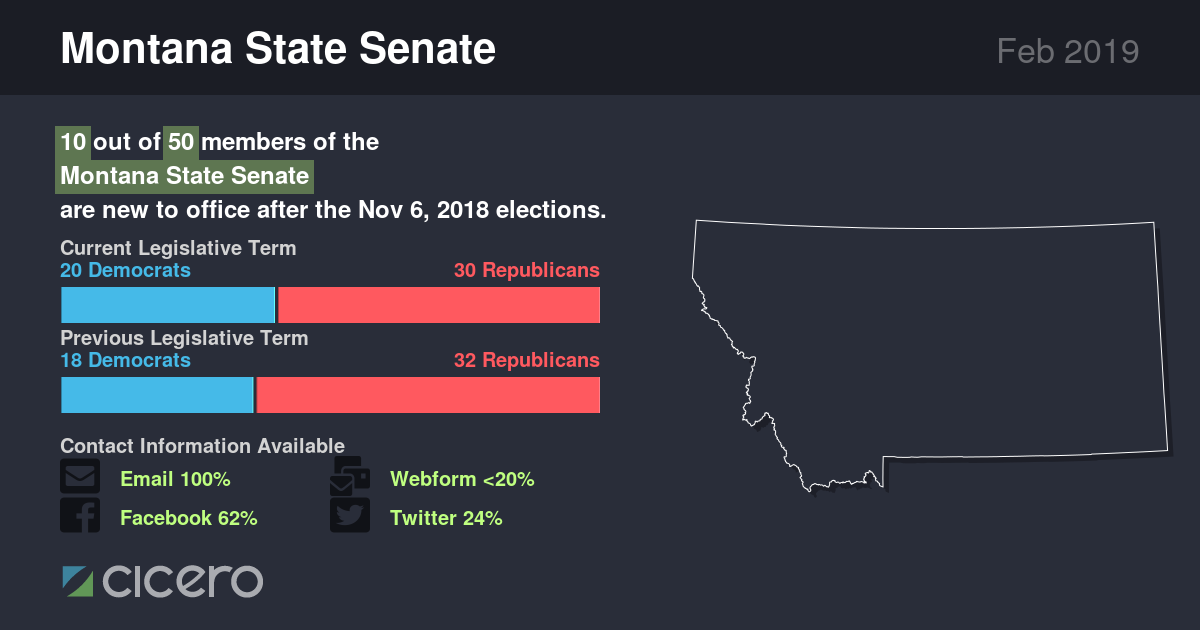 Montana State Senate
Feb 2019
10 out of 50 members of the
Montana State Senate
are new to office after the Nov 6, 2018 elections.
Current Legislative Term
20 Democrats 30 Republicans
Previous Legislative Term
18 Democrats 32 Republicans
Contact Information Available
Email 100% Webform <20%
Facebook 62% Twitter 24%
cicero